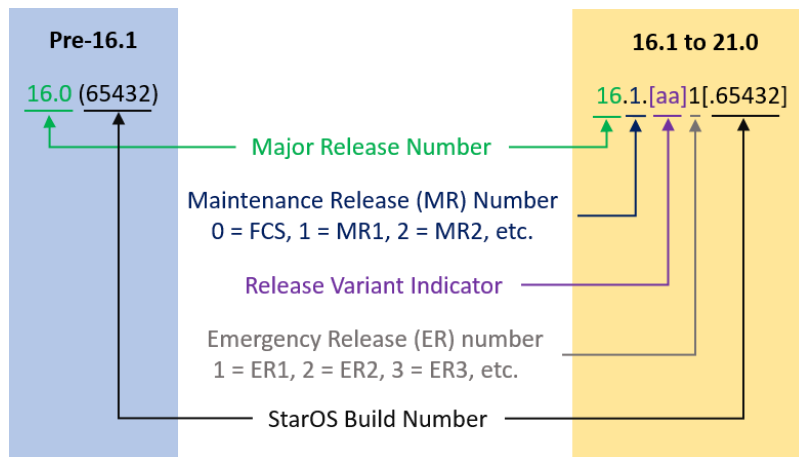 Pre-16.1
16.1 to 21.0
16.0 (65432)
16.1.[aa]1[.65432]
Major Release Number
Maintenance Release (MR) Number
0 = FCS, 1 = MR1, 2 = MR2, etc.
Release Variant Indicator
Emergency Release (ER) number
1 = ER1, 2 = ER2, 3 = ER3, etc.
StarOS Build Number